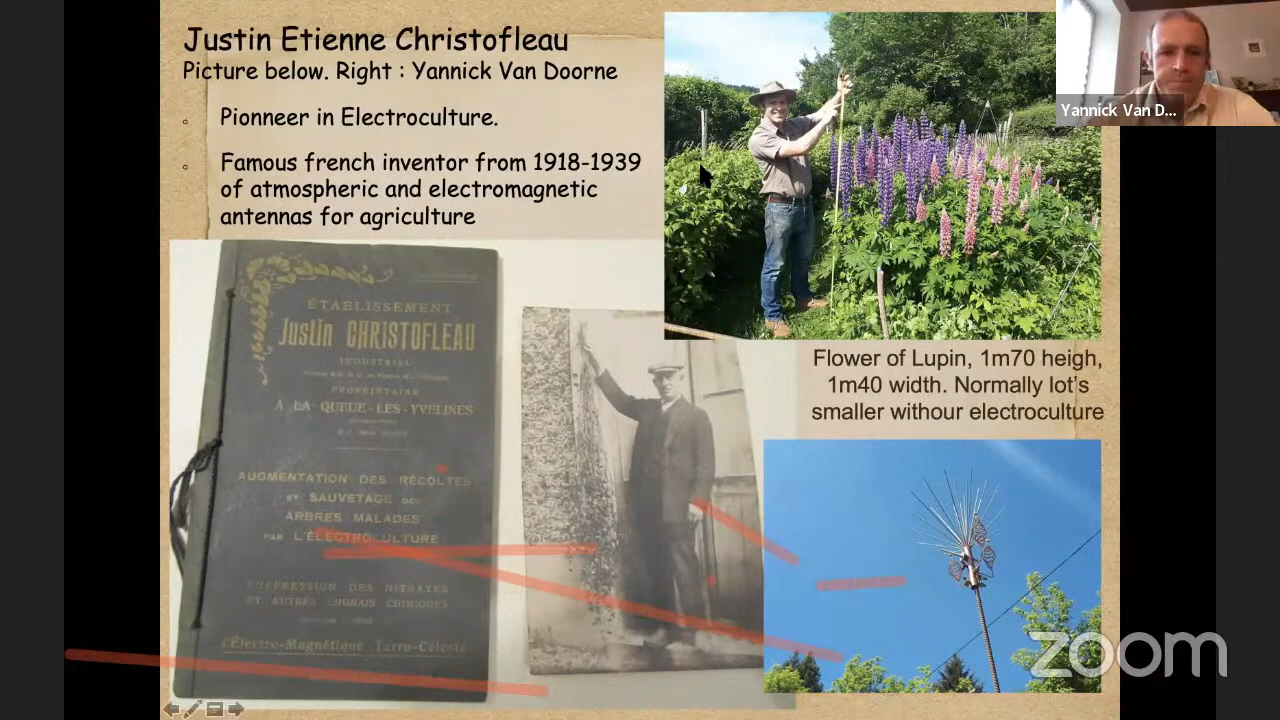 Justin Etienne Christofleau
Picture below. Right : Yannick Van Doorne
Pionneer in Electroculture.
Famous french inventor from 1918-1939
of atmospheric and electromagnetic
antennas for agriculture
Yannick Van D...
ÉTABLISSEMENT
Justin CHRISTOFLEAU
INDUSTRIEL
PROPRIÉTAIRE
A LA QUEUE-LES-YVELINES
AUGMENTATION DES RÉCOLTES
ET SAUVETAGE DES
ARBRES MALADES
PAR L'ÉLECTROCULTURE
SUPPRESSION DES NITRATES
ET AUTRES ENGRAIS CHIMIQUES
l'Électro-Magnétique Terro-Céleste
Flower of Lupin, 1m70 heigh,
1m40 width. Normally lot's
smaller withour electroculture
zoom